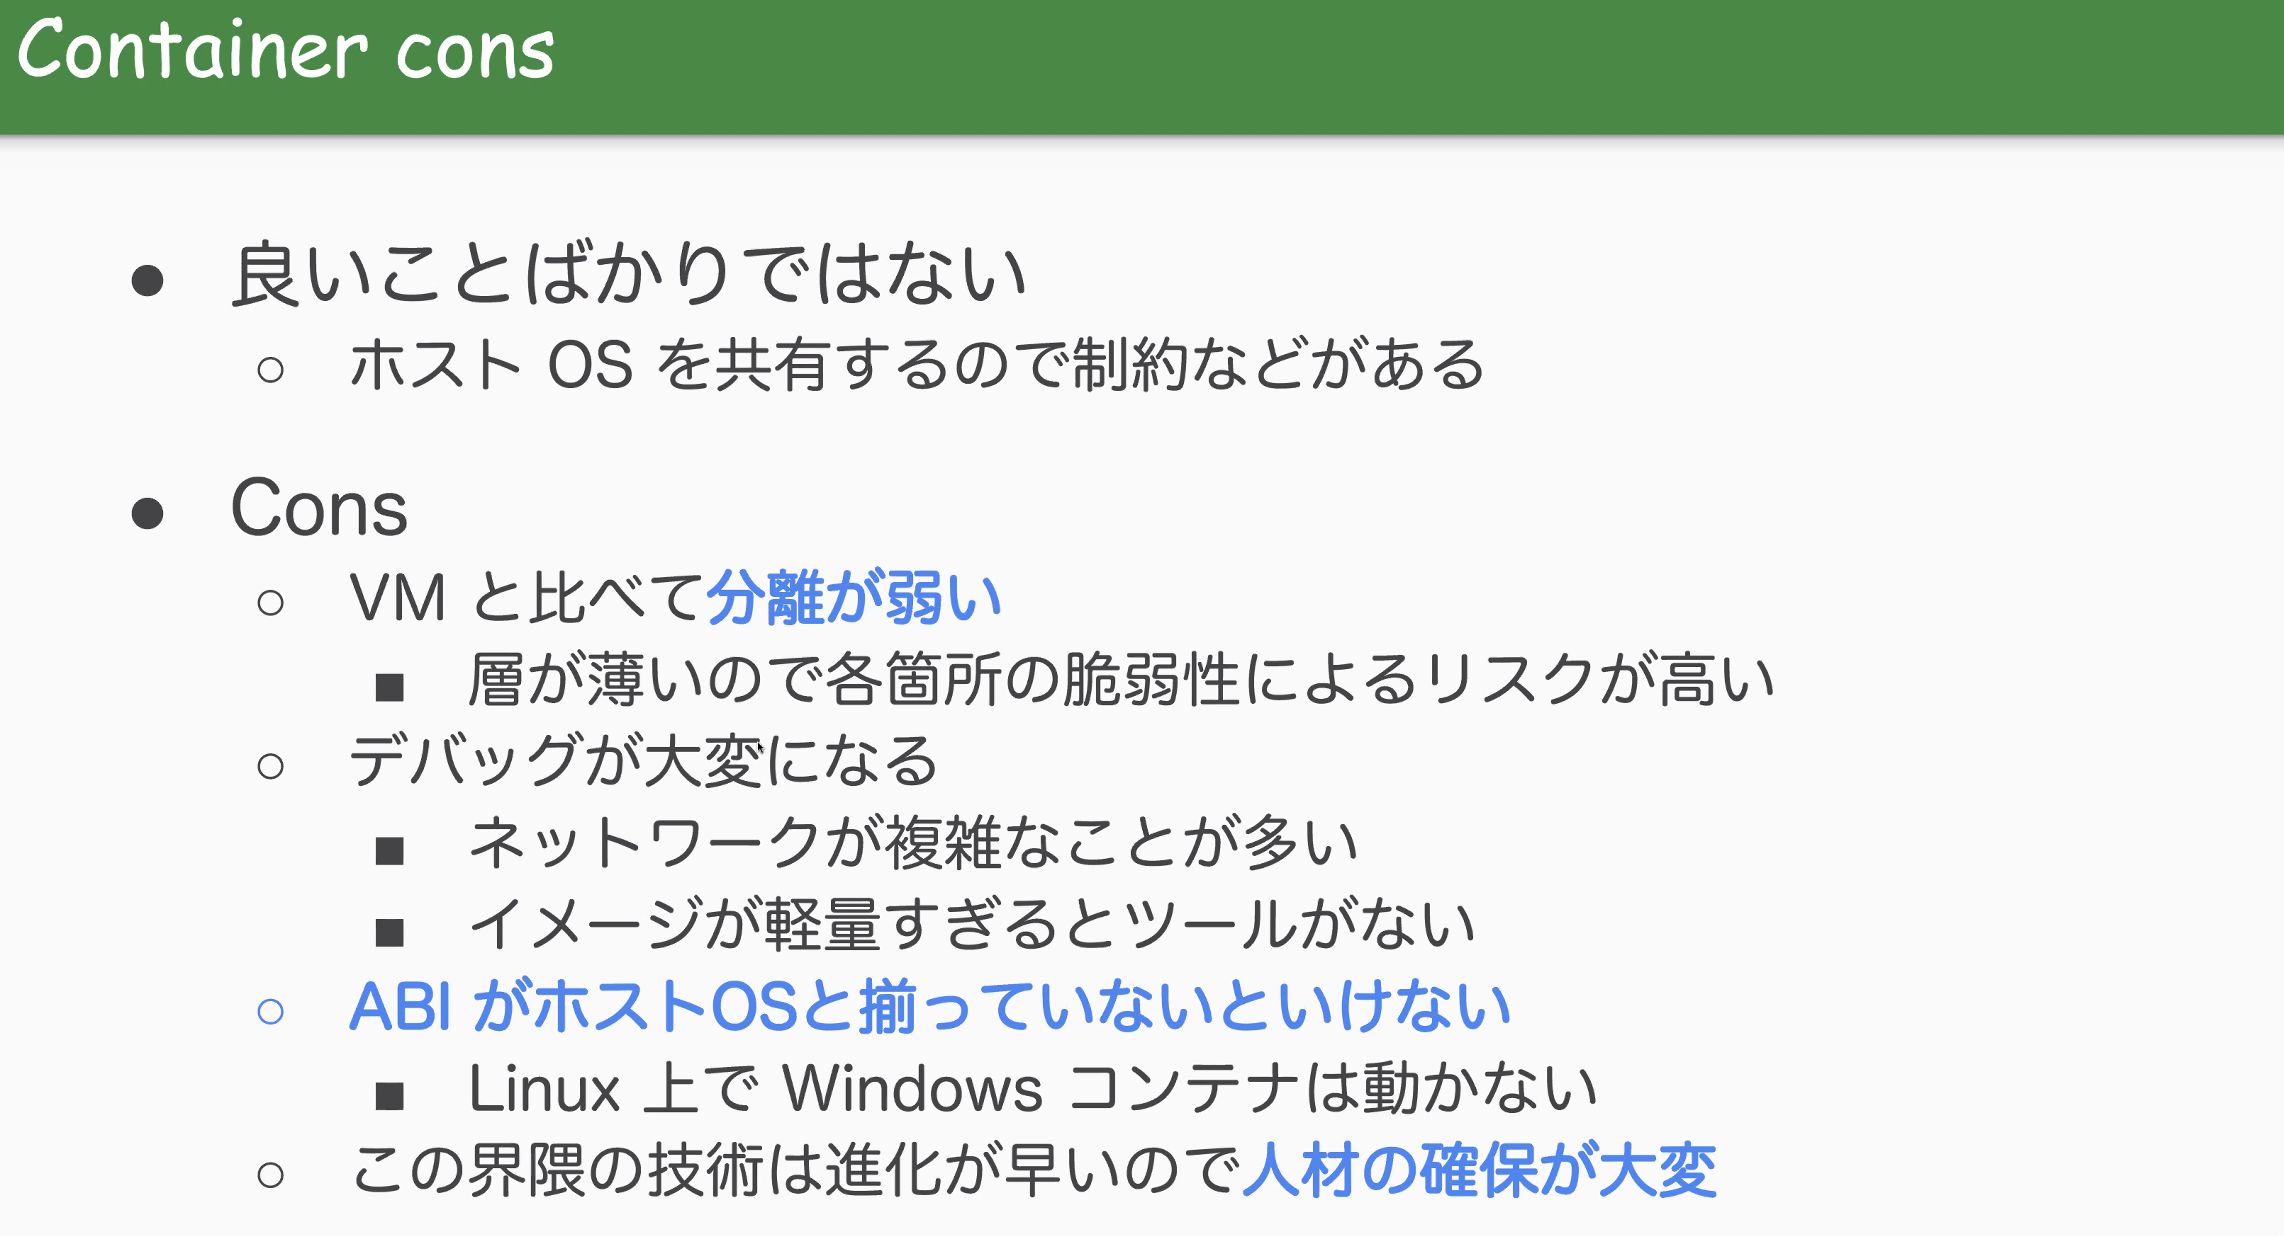 Container cons
● 良いことばかりではない
○ ホスト OS を共有するので制約などがある
● Cons
○ VM と比べて分離が弱い
■ 層が薄いので各箇所の脆弱性によるリスクが高い
○ デバッグが大変になる
■ ネットワークが複雑なことが多い
■ イメージが軽量すぎるとツールがない
○ ABI がホストOSと揃っていないといけない
■ Linux 上で Windows コンテナは動かない
○ この界隈の技術は進化が早いので人材の確保が大変